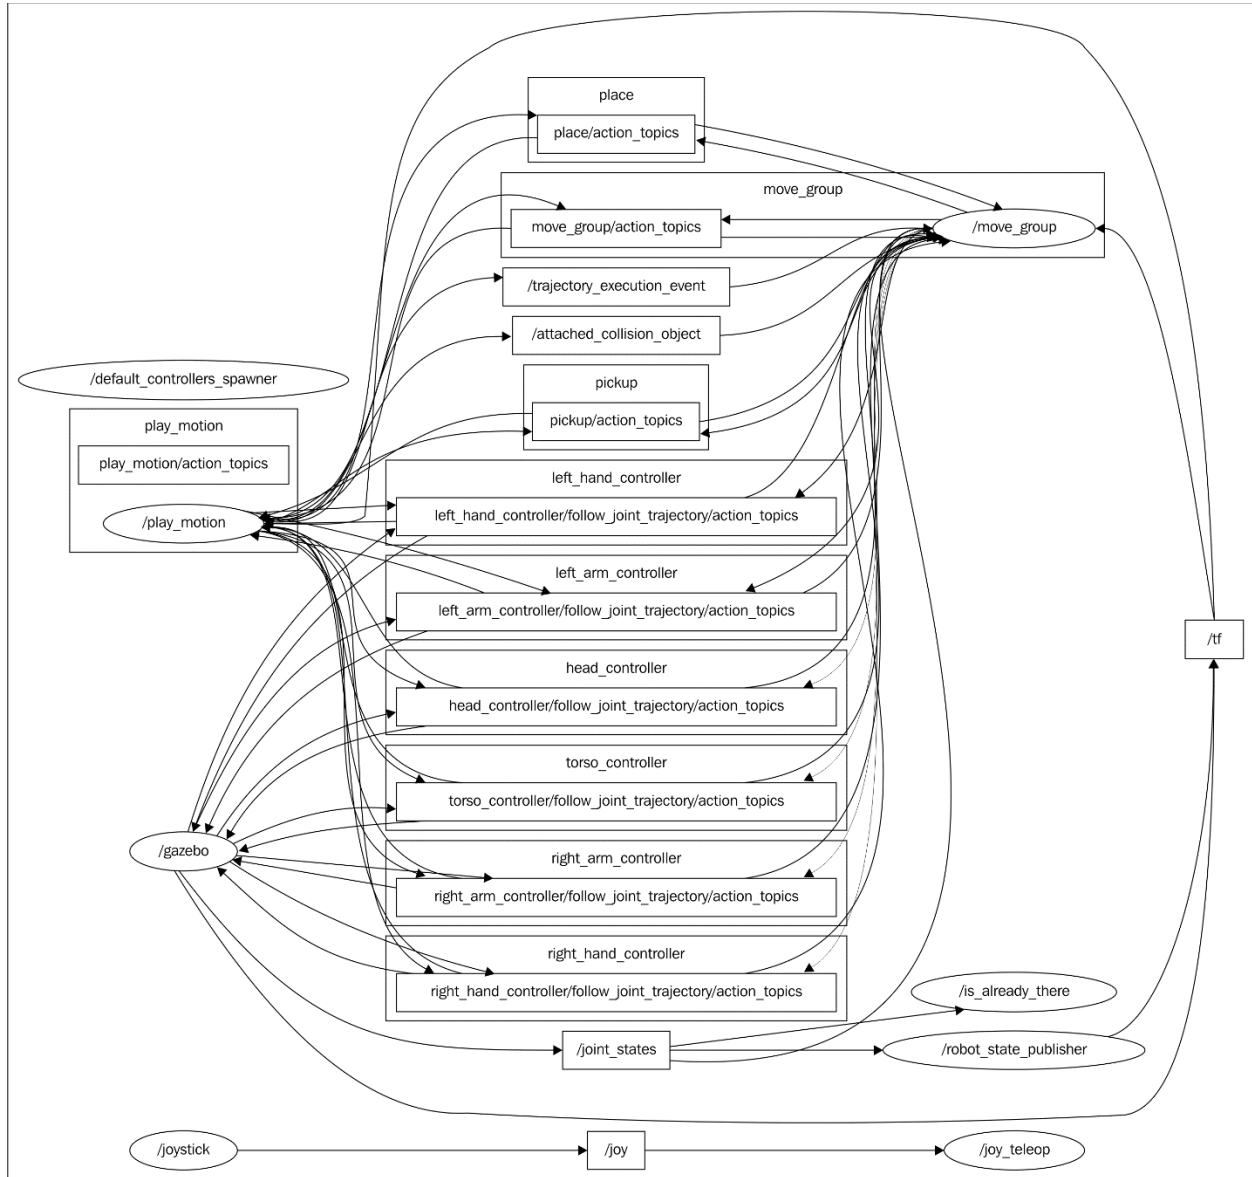 place
place/action_topics
move_group
move_group/action_topics
/move_group
/trajectory_execution_event
/attached_collision_object
/default_controllers_spawner
pickup
pickup/action_topics
play_motion
play_motion/action_topics
/play_motion
left_hand_controller
left_hand_controller/follow_joint_trajectory/action_topics
left_arm_controller
left_arm_controller/follow_joint_trajectory/action_topics
/tf
head_controller
head_controller/follow_joint_trajectory/action_topics
torso_controller
torso_controller/follow_joint_trajectory/action_topics
/gazebo
right_arm_controller
right_arm_controller/follow_joint_trajectory/action_topics
right_hand_controller
right_hand_controller/follow_joint_trajectory/action_topics
/is_already_there
/joint_states
/robot_state_publisher
/joystick
/joy
/joy_teleop